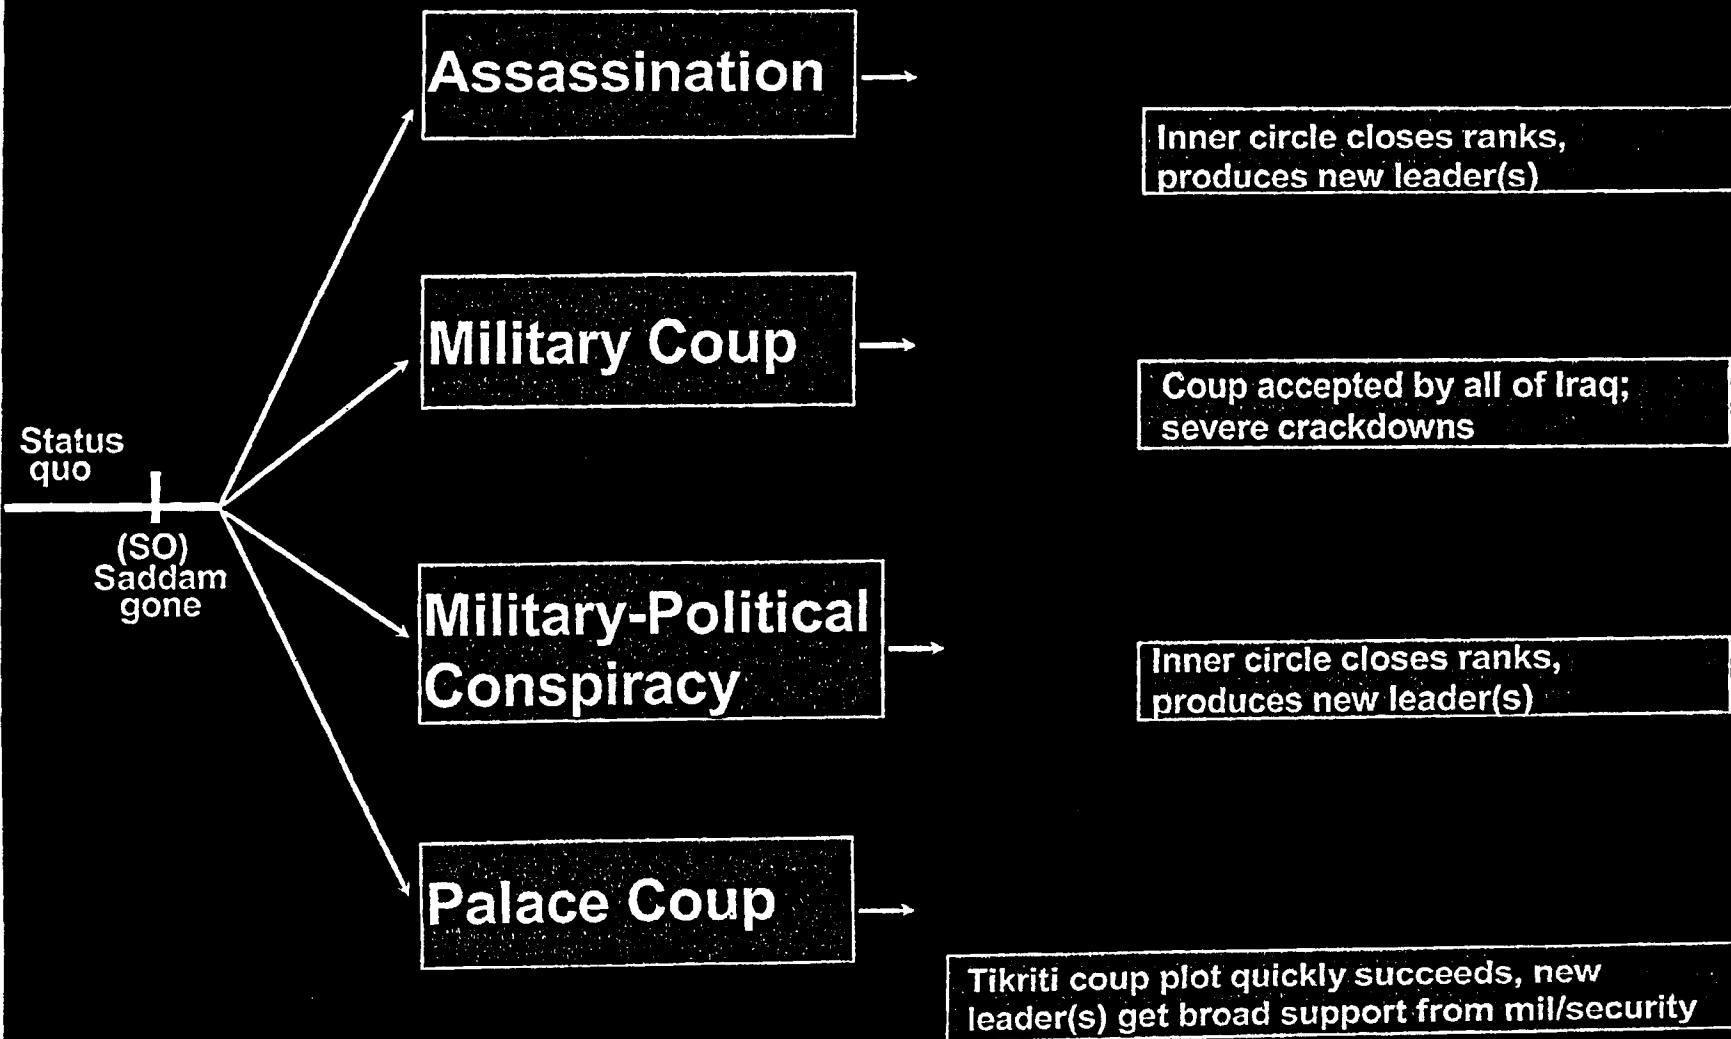 Assassination
Inner circle closes ranks,
produces new leader(s)
Military Coup
Coup accepted by all of Iraq;
severe crackdowns
Status
quo
(SO)
Saddam
gone
Military-Political
Conspiracy
Inner circle closes ranks,
produces new leader(s)
Palace Coup
Tikriti coup plot quickly succeeds, new
leader(s) get broad support from mil/security